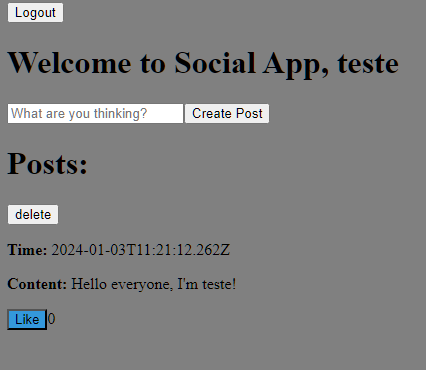 Logout
Welcome to Social App, teste
What are you thinking? Create Post
Posts:
delete
Time: 2024-01-03T11:21:12.262Z
Content: Hello everyone, I'm teste!
Like 0